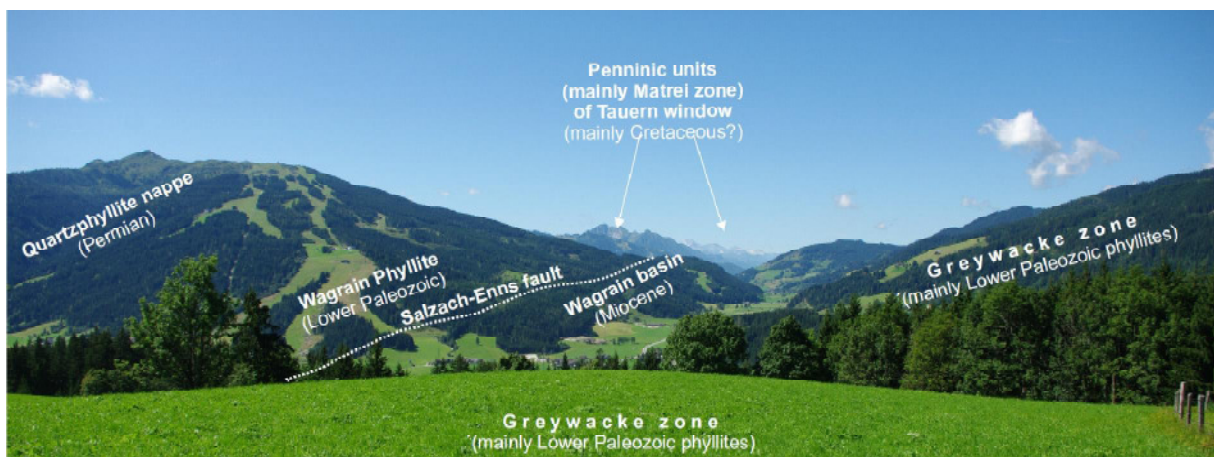 Penninic units
(mainly Matrei zone)
of Tauern window
(mainly Cretaceous?)
Quartzphyllite nappe
(Permian)
Wagrain Phyllite
(Lower Paleozoic)
Salzach-Enns fault
Wagrain basin
(Miocene)
Greywacke zone
(mainly Lower Paleozoic phyllites)
Greywacke zone
(mainly Lower Paleozoic phyllites)